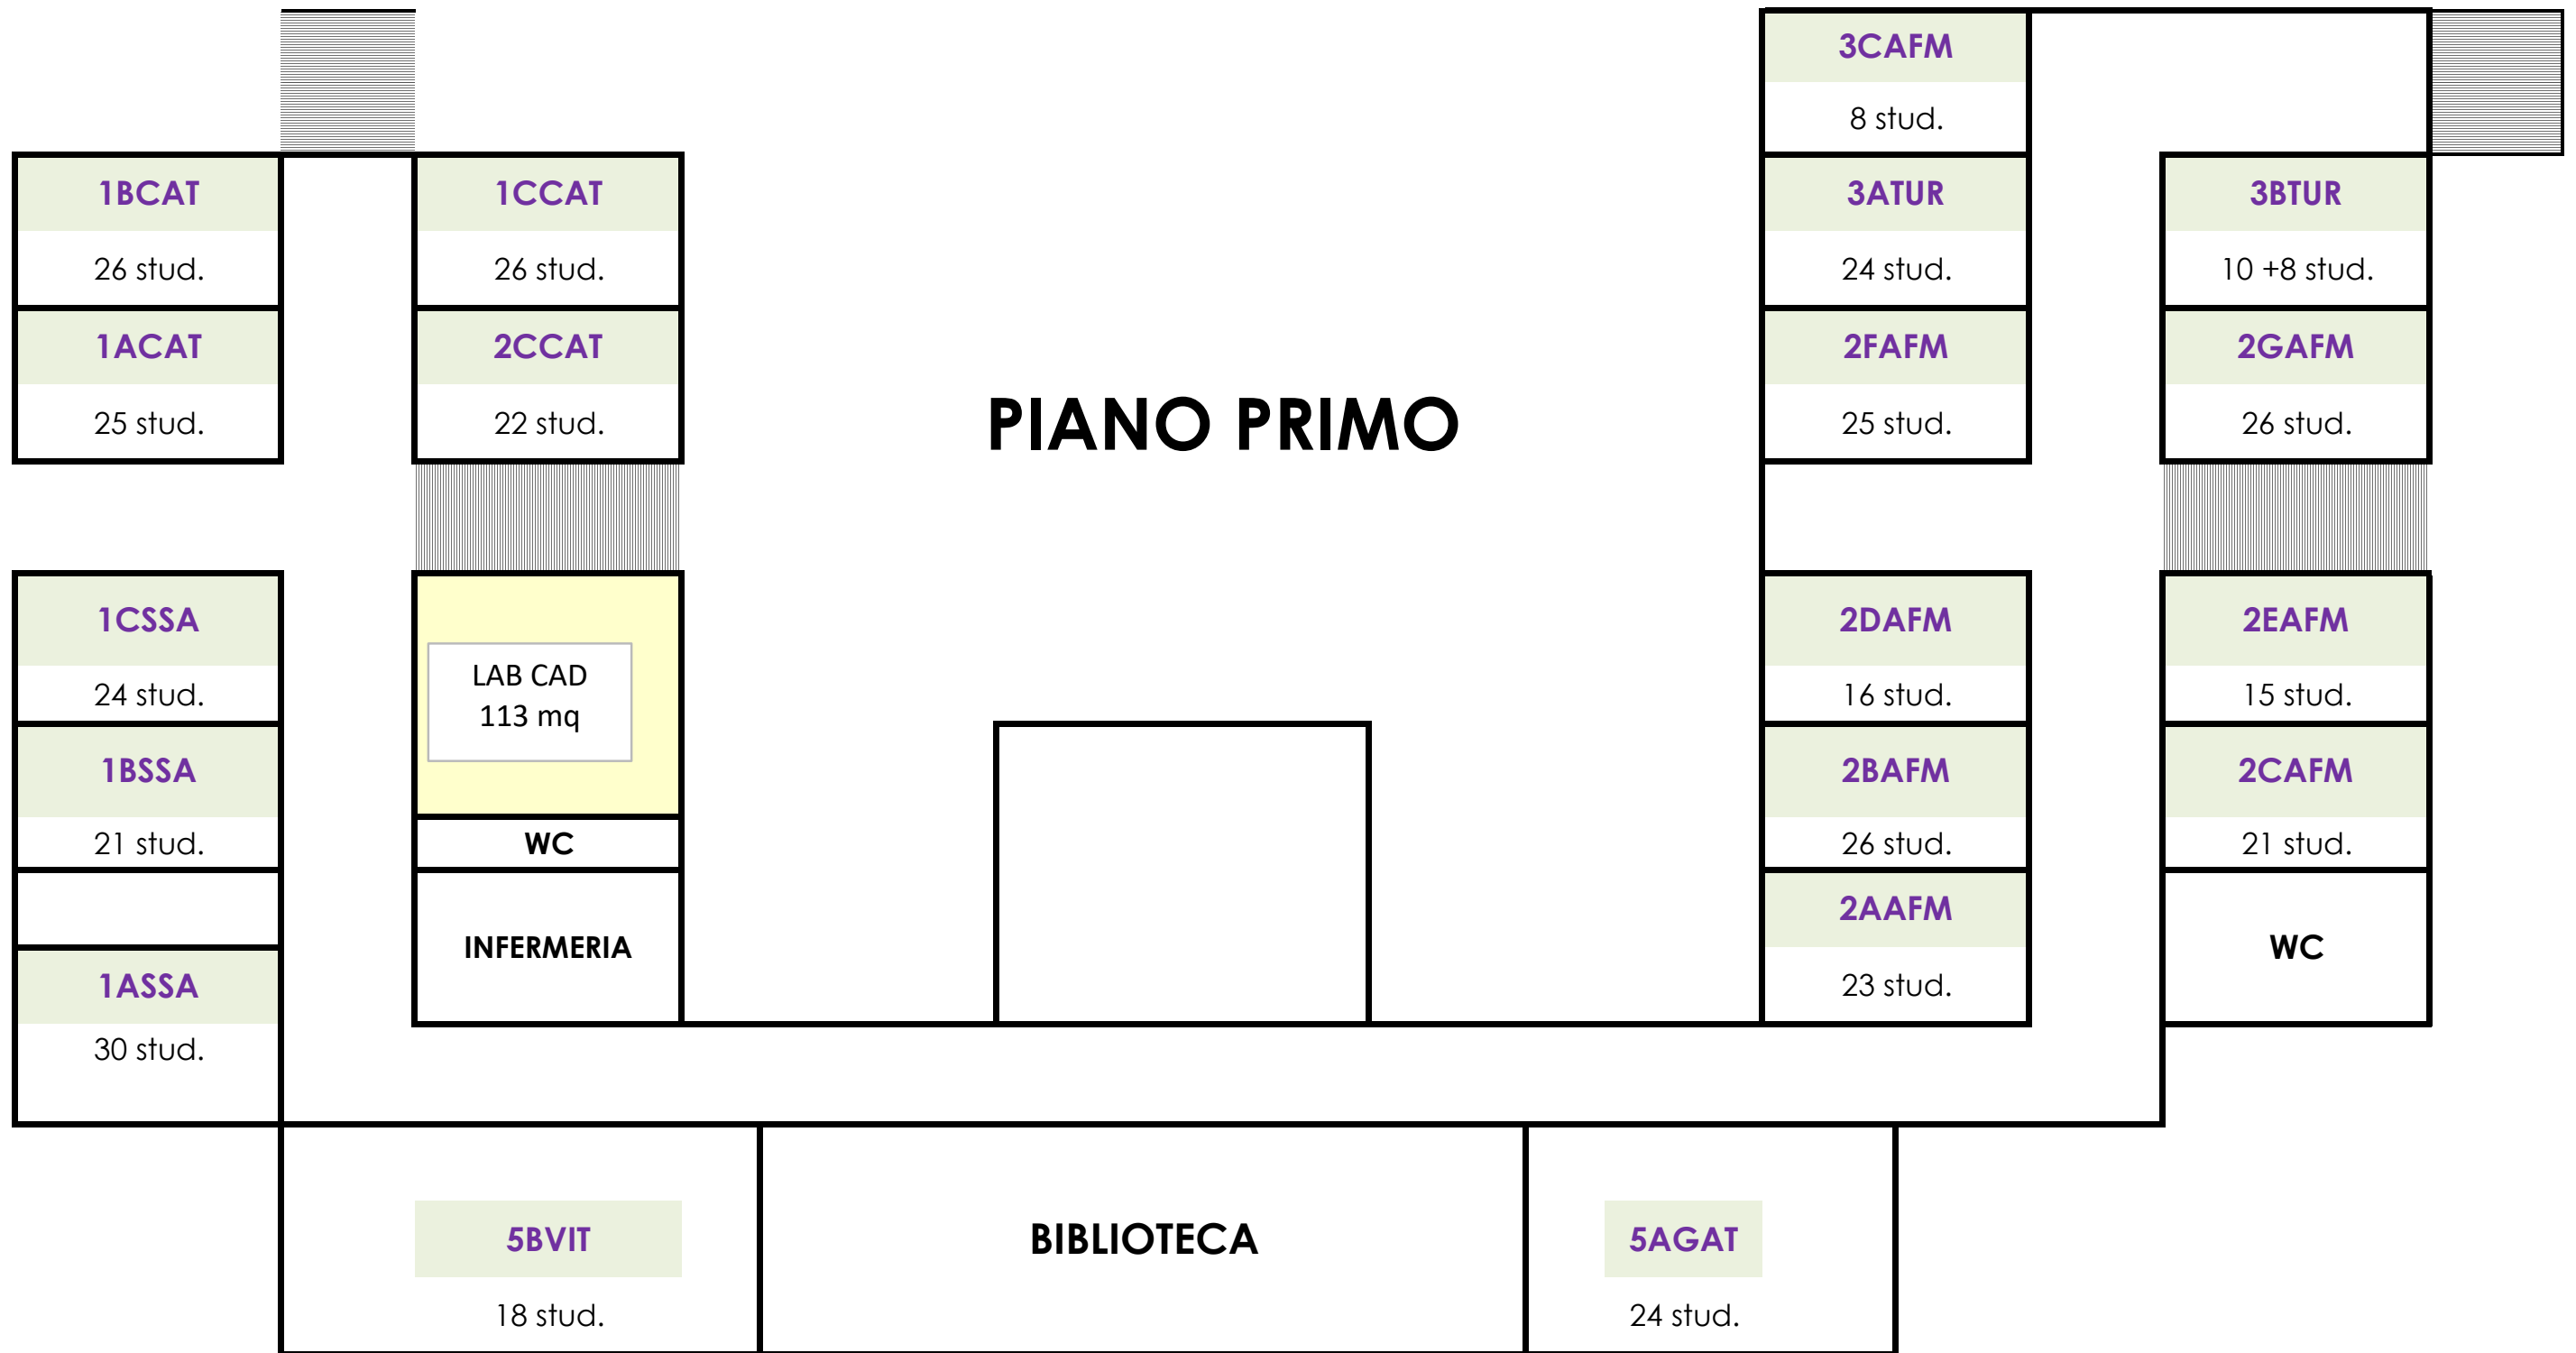 3CAFM
8 stud.
1BCAT
1CCAT
3ATUR
3BTUR
26 stud.
26 stud.
24 stud.
10 +8 stud.
1ACAT
2CCAT
2FAFM
2GAFM
25 stud.
22 stud.
PIANO PRIMO
25 stud.
26 stud.
1CSSA
2DAFM
2EAFM
LAB CAD
113 mq
24 stud.
16 stud.
15 stud.
1BSSA
2BAFM
2CAFM
21 stud.
WC
26 stud.
21 stud.
2AAFM
INFERMERIA
WC
1ASSA
23 stud.
30 stud.
5BVIT
BIBLIOTECA
5AGAT
18 stud.
24 stud.